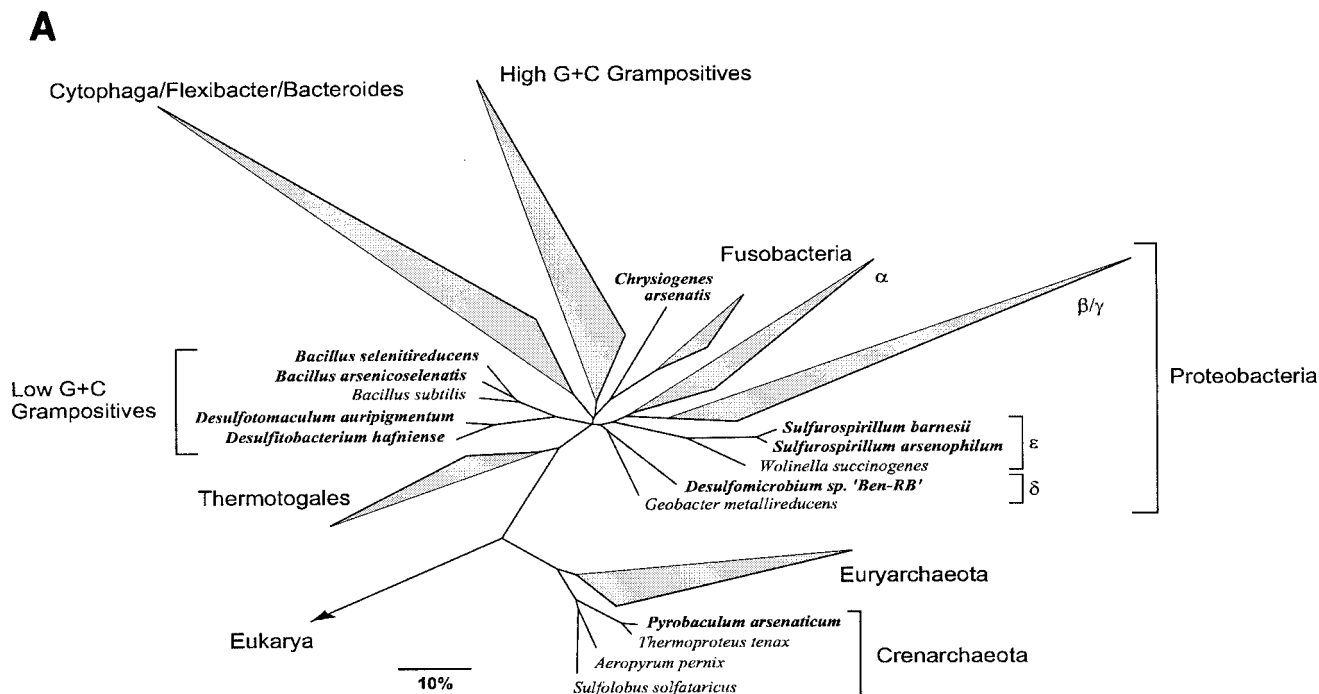 A
Cytophaga/Flexibacter/Bacteroides
High G+C Grampositives
Fusobacteria
α
β/γ
Chrysiogenes
arsenatis
Proteobacteria
Low G+C
Grampositives
Bacillus selenitireducens
Bacillus arsenicoselenatis
Bacillus subtilis
Desulfotomaculum auripigmentum
Desulfitobacterium hafniense
Sulfurospirillum barnesii
Sulfurospirillum arsenophilum
Wolinella succinogenes
ε
Desulfomicrobium sp. 'Ben-RB'
Geobacter metallireducens
δ
Thermotogales
Euryarchaeota
Eukarya
Pyrobaculum arsenaticum
Thermoproteus tenax
Aeropyrum pernix
Sulfolobus solfataricus
Crenarchaeota
10%